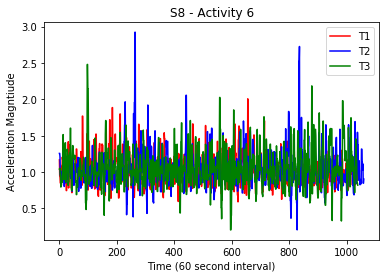 S8 - Activity 6
T1
T2
T3
3.0
2.5
2.0
1.5
1.0
0.5
Acceleration Magntiude
0 200 400 600 800 1000
Time (60 second interval)